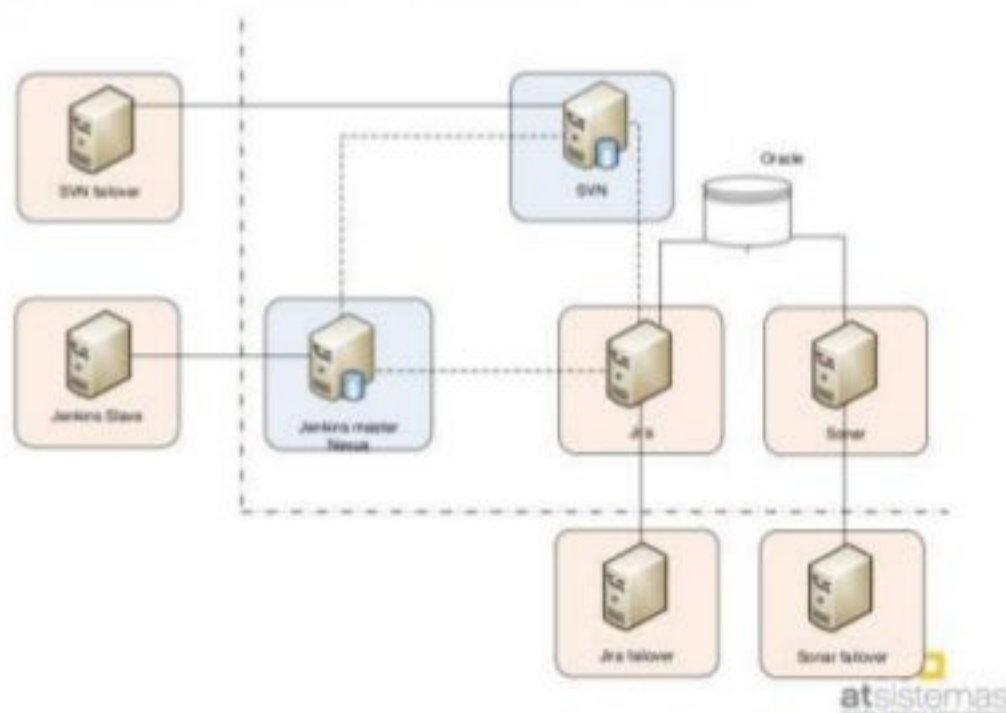 SVN failover
SVN
Oracle
Jenkins Slave
Jenkins master
Nexus
Jira
Sonar
Jira failover
Sonar failover
atsistemas